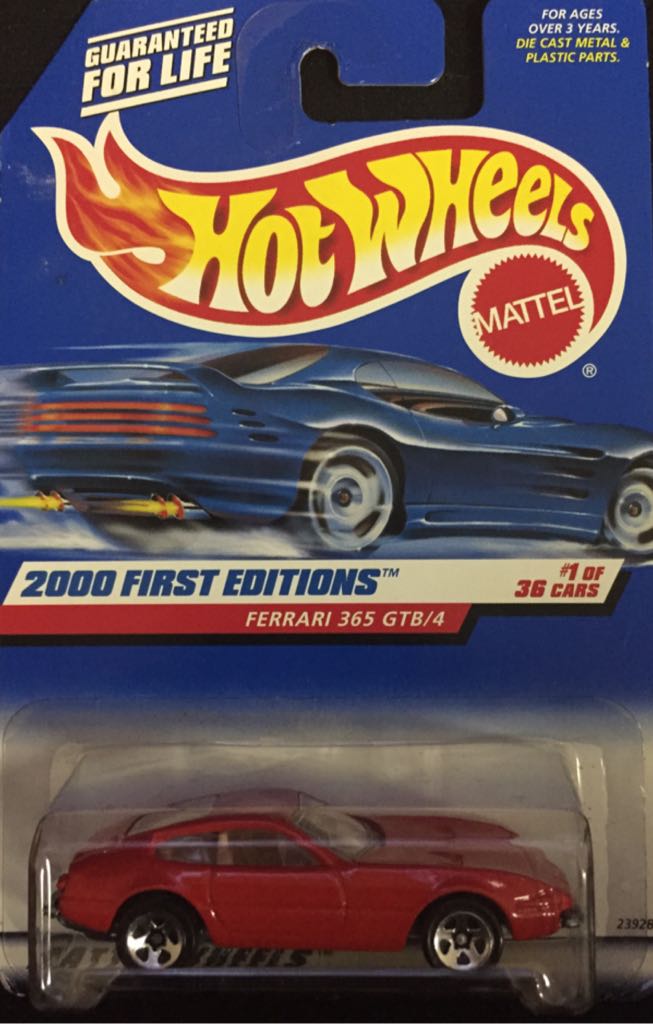 GUARANTEED
FOR LIFE
FOR AGES
OVER 3 YEARS.
DIE CAST METAL &
PLASTIC PARTS.
HOT WHEELS
MATTEL
®
2000 FIRST EDITIONS™
#1 OF
36 CARS
FERRARI 365 GTB/4
23928
WHEELS™